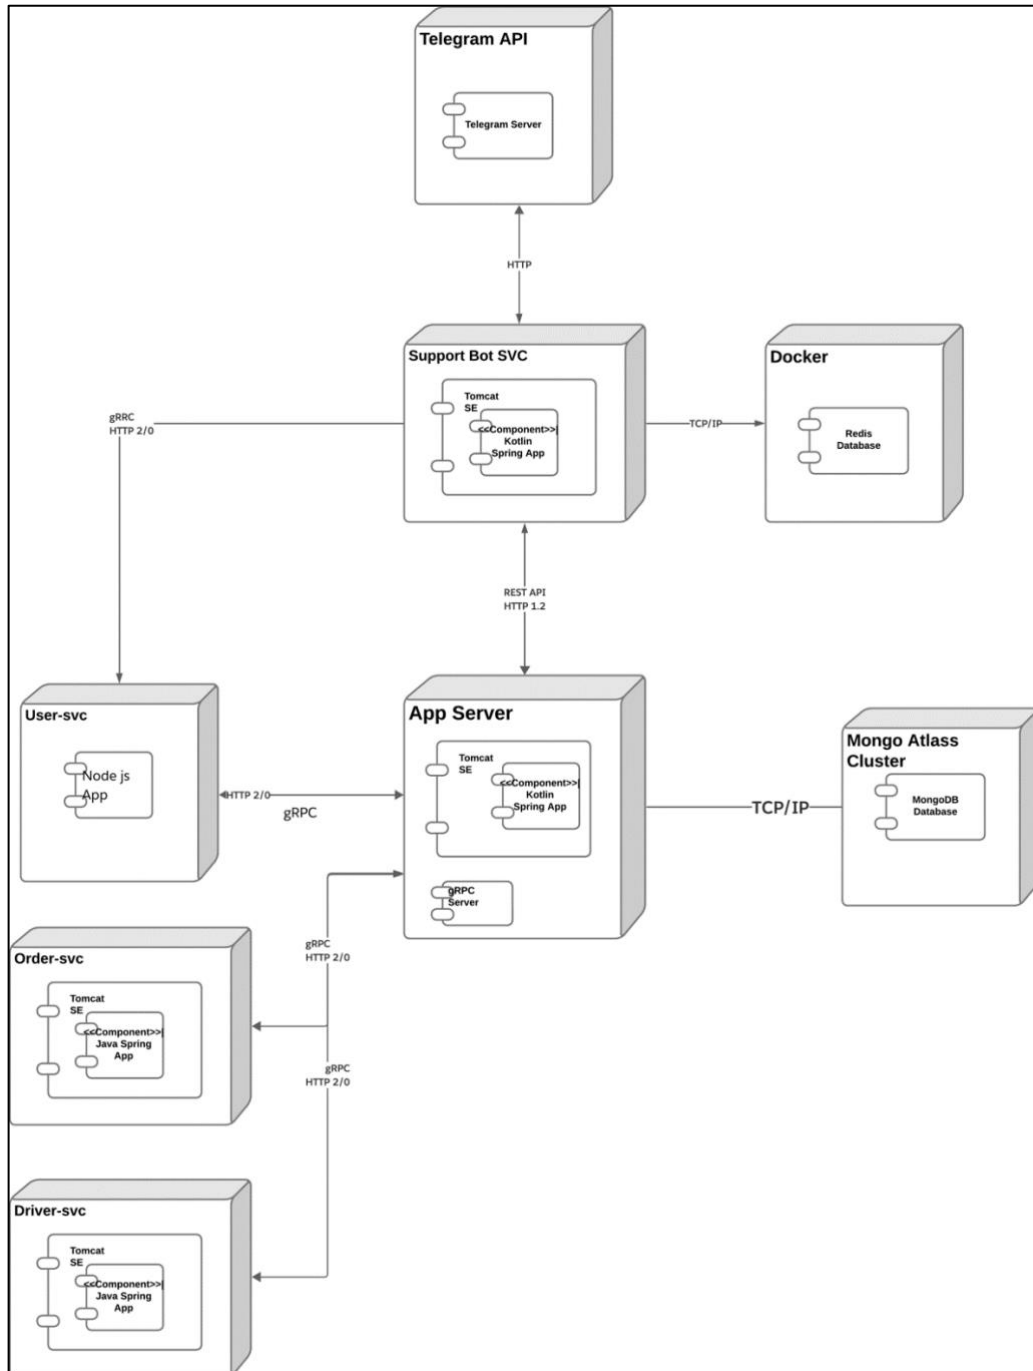 Telegram API
Telegram Server
HTTP
Support Bot SVC
Tomcat
SE
<<Component>>|
Kotlin
Spring App
TCP/IP
Docker
Redis
Database
gRRC
HTTP 2/0
REST API
HTTP 1.2
User-svc
Node js
App
HTTP 2/0
gRPC
App Server
Tomcat
SE
<<Component>>|
Kotlin
Spring App
gRPC
Server
TCP/IP
Mongo Atlass
Cluster
MongoDB
Database
gRPC
HTTP 2/0
Order-svc
Tomcat
SE
<<Component>>|
Java Spring
App
gRPC
HTTP 2/0
Driver-svc
Tomcat
SE
<<Component>>|
Java Spring
App